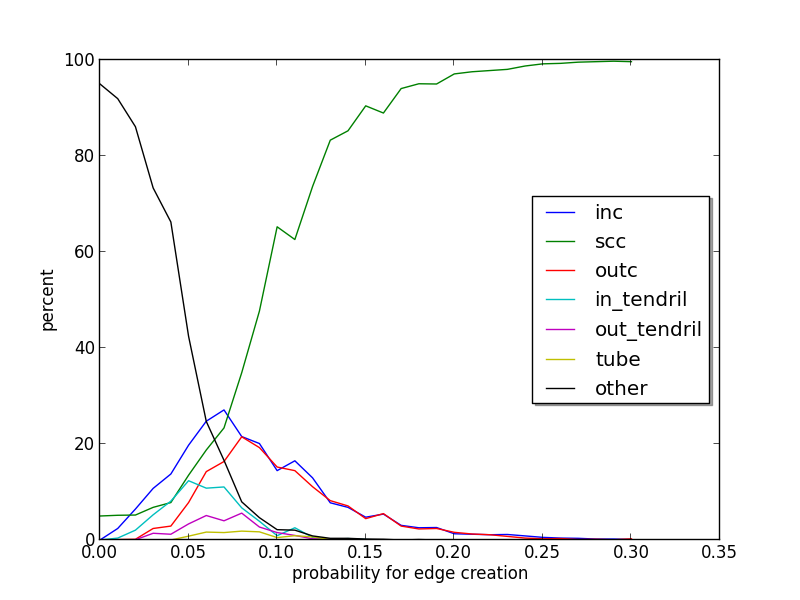 100
80
60
40
20
0
percent
inc
scc
outc
in_tendril
out_tendril
tube
other
0.00 0.05 0.10 0.15 0.20 0.25 0.30 0.35
probability for edge creation